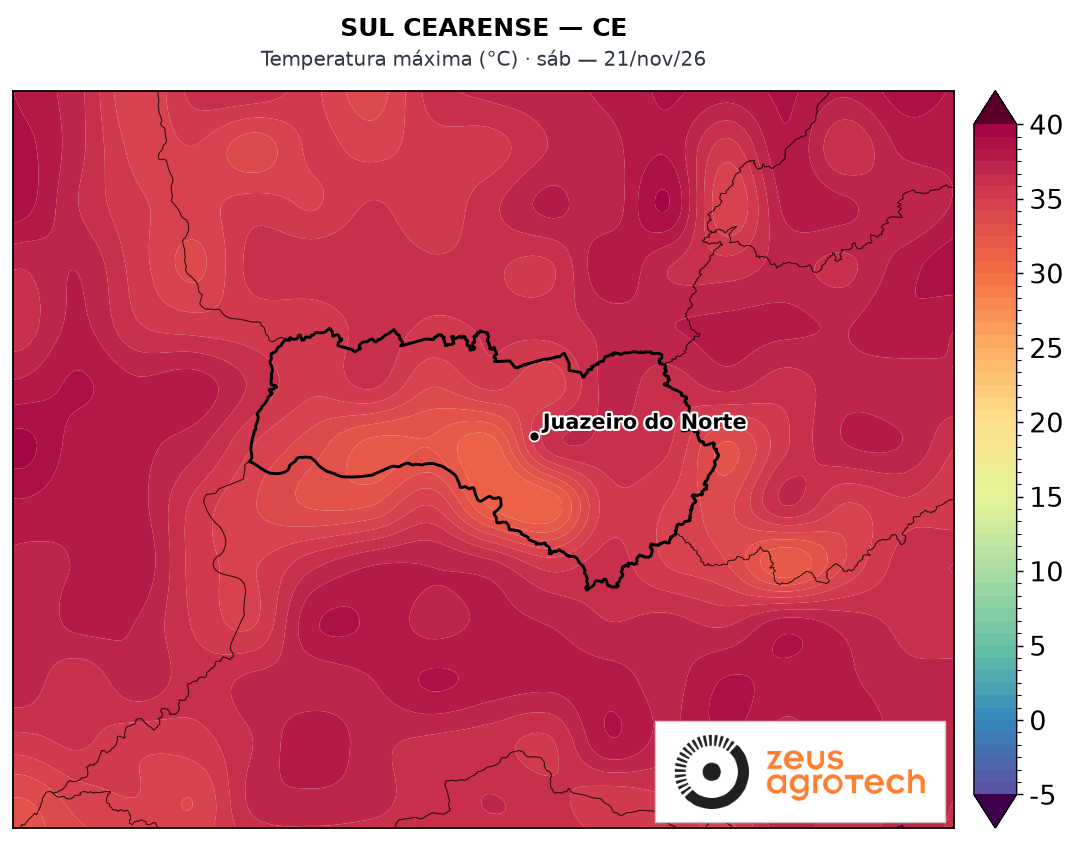 SUL CEARENSE — CE
Temperatura máxima (°C) · sáb — 21/nov/26
40
35
30
25
20
15
10
5
0
-5
Juazeiro do Norte
zeus
agrotech